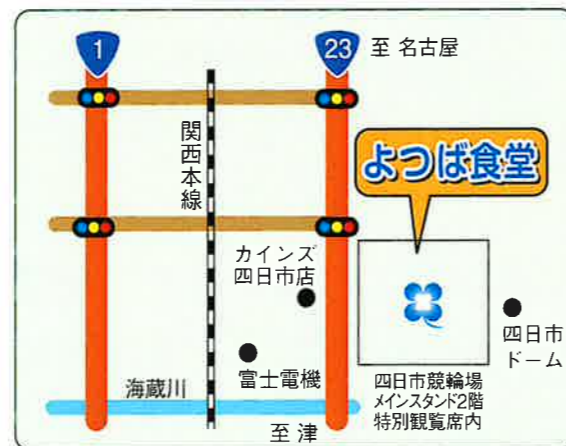 1
23
至 名古屋
関西本線
よつば食堂
カインズ
四日市店
富士電機
四日市
ドーム
四日市競輪場
メインスタンド2階
特別観覧席内
海蔵川
至 津